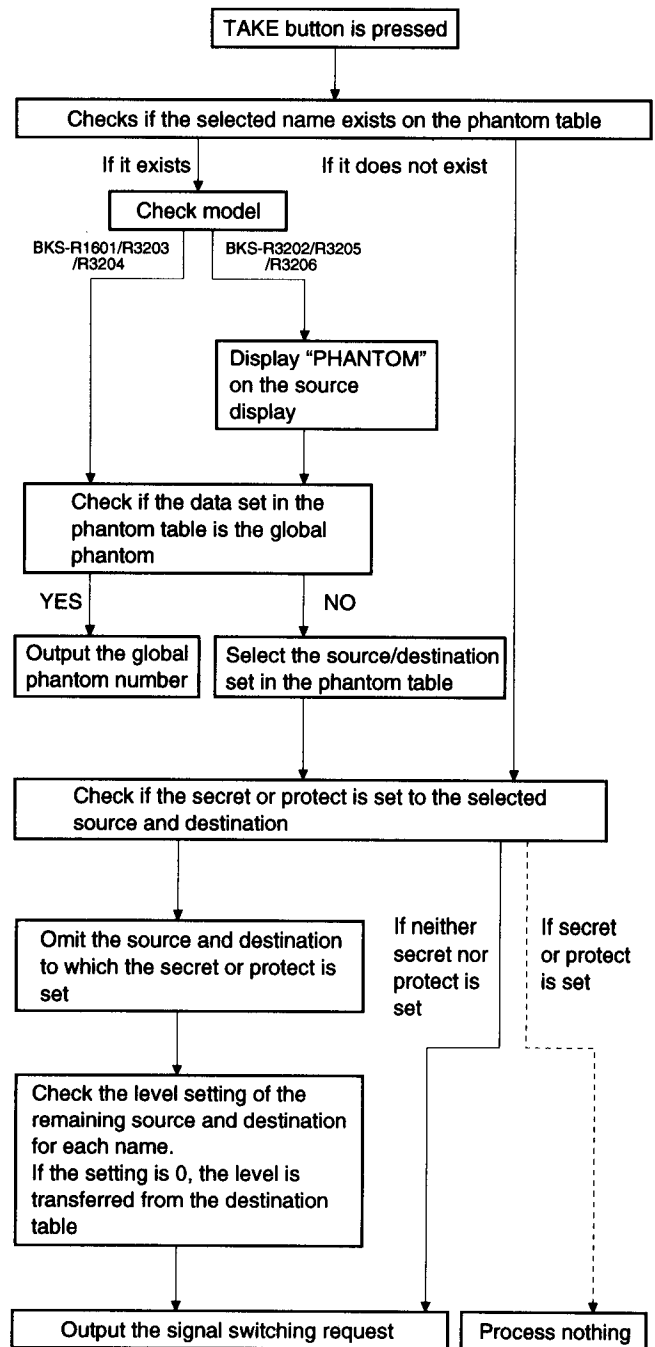 TAKE button is pressed
Checks if the selected name exists on the phantom table
If it exists
If it does not exist
Check model
BKS-R1601/R3203
/R3204
BKS-R3202/R3205
/R3206
Display “PHANTOM”
on the source
display
Check if the data set in the
phantom table is the global
phantom
YES
NO
Output the global
phantom number
Select the source/destination
set in the phantom table
Check if the secret or protect is set to the selected
source and destination
Omit the source and destination
to which the secret or protect is
set
If neither
secret nor
protect is
set
If secret
or protect
is set
Check the level setting of the
remaining source and destination
for each name.
If the setting is 0, the level is
transferred from the destination
table
Output the signal switching request
Process nothing